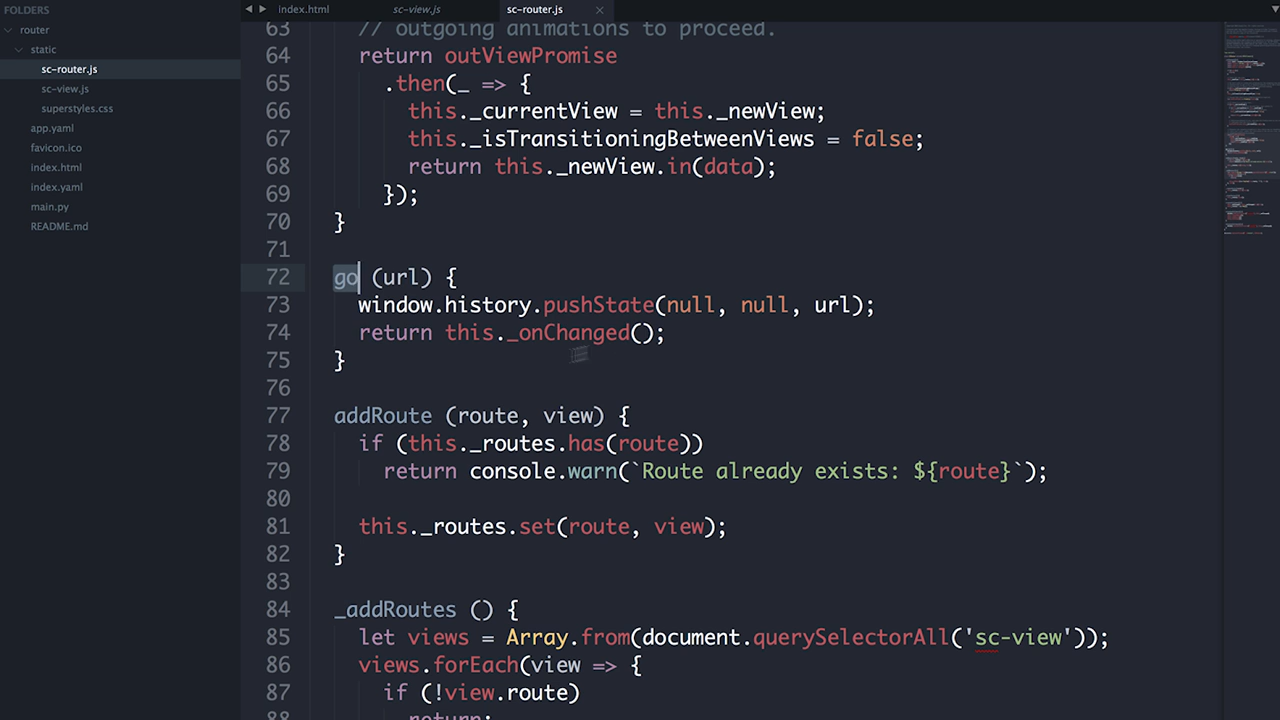 FOLDERS
router
static
sc-router.js
sc-view.js
superstyles.css
app.yaml
favicon.ico
index.html
index.yaml
main.py
README.md
index.html
sc-view.js
sc-router.js
63 // outgoing animations to proceed.
64 return outViewPromise
65 .then(_ => {
66 this._currentView = this._newView;
67 this._isTransitioningBetweenViews = false;
68 return this._newView.in(data);
69 });
70 }
71
72 go (url) {
73 window.history.pushState(null, null, url);
74 return this._onChanged();
75 }
76
77 addRoute (route, view) {
78 if (this._routes.has(route))
79 return console.warn(`Route already exists: ${route}`);
80
81 this._routes.set(route, view);
82 }
83
84 _addRoutes () {
85 let views = Array.from(document.querySelectorAll('sc-view'));
86 views.forEach(view => {
87 if (!view.route)
88 return;